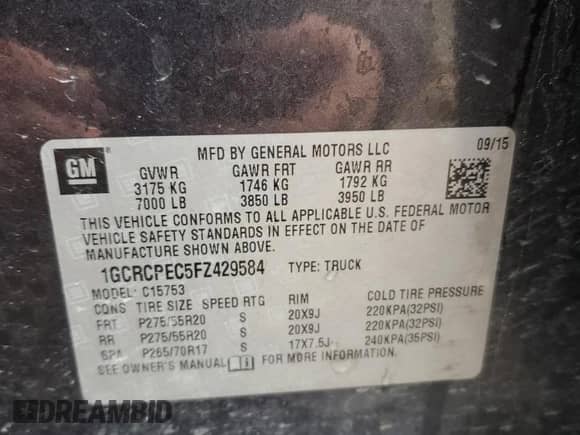 GM
MFD BY GENERAL MOTORS LLC 09/15
GVWR GAWR FRT GAWR RR
3175 KG 1746 KG 1792 KG
7000 LB 3850 LB 3950 LB
THIS VEHICLE CONFORMS TO ALL APPLICABLE U.S. FEDERAL MOTOR
VEHICLE SAFETY STANDARDS IN EFFECT ON THE DATE OF
MANUFACTURE SHOWN ABOVE.
1GCRCPEC5FZ429584 TYPE: TRUCK
MODEL: C15753
CONS TIRE SIZE SPEED RTG RIM COLD TIRE PRESSURE
FRT P275/55R20 S 20X9J 220KPA(32PSI)
RR P275/55R20 S 20X9J 220KPA(32PSI)
SPA P265/70R17 S 17X7.5J 240KPA(35PSI)
SEE OWNER'S MANUAL FOR MORE INFORMATION.
DREAMBID